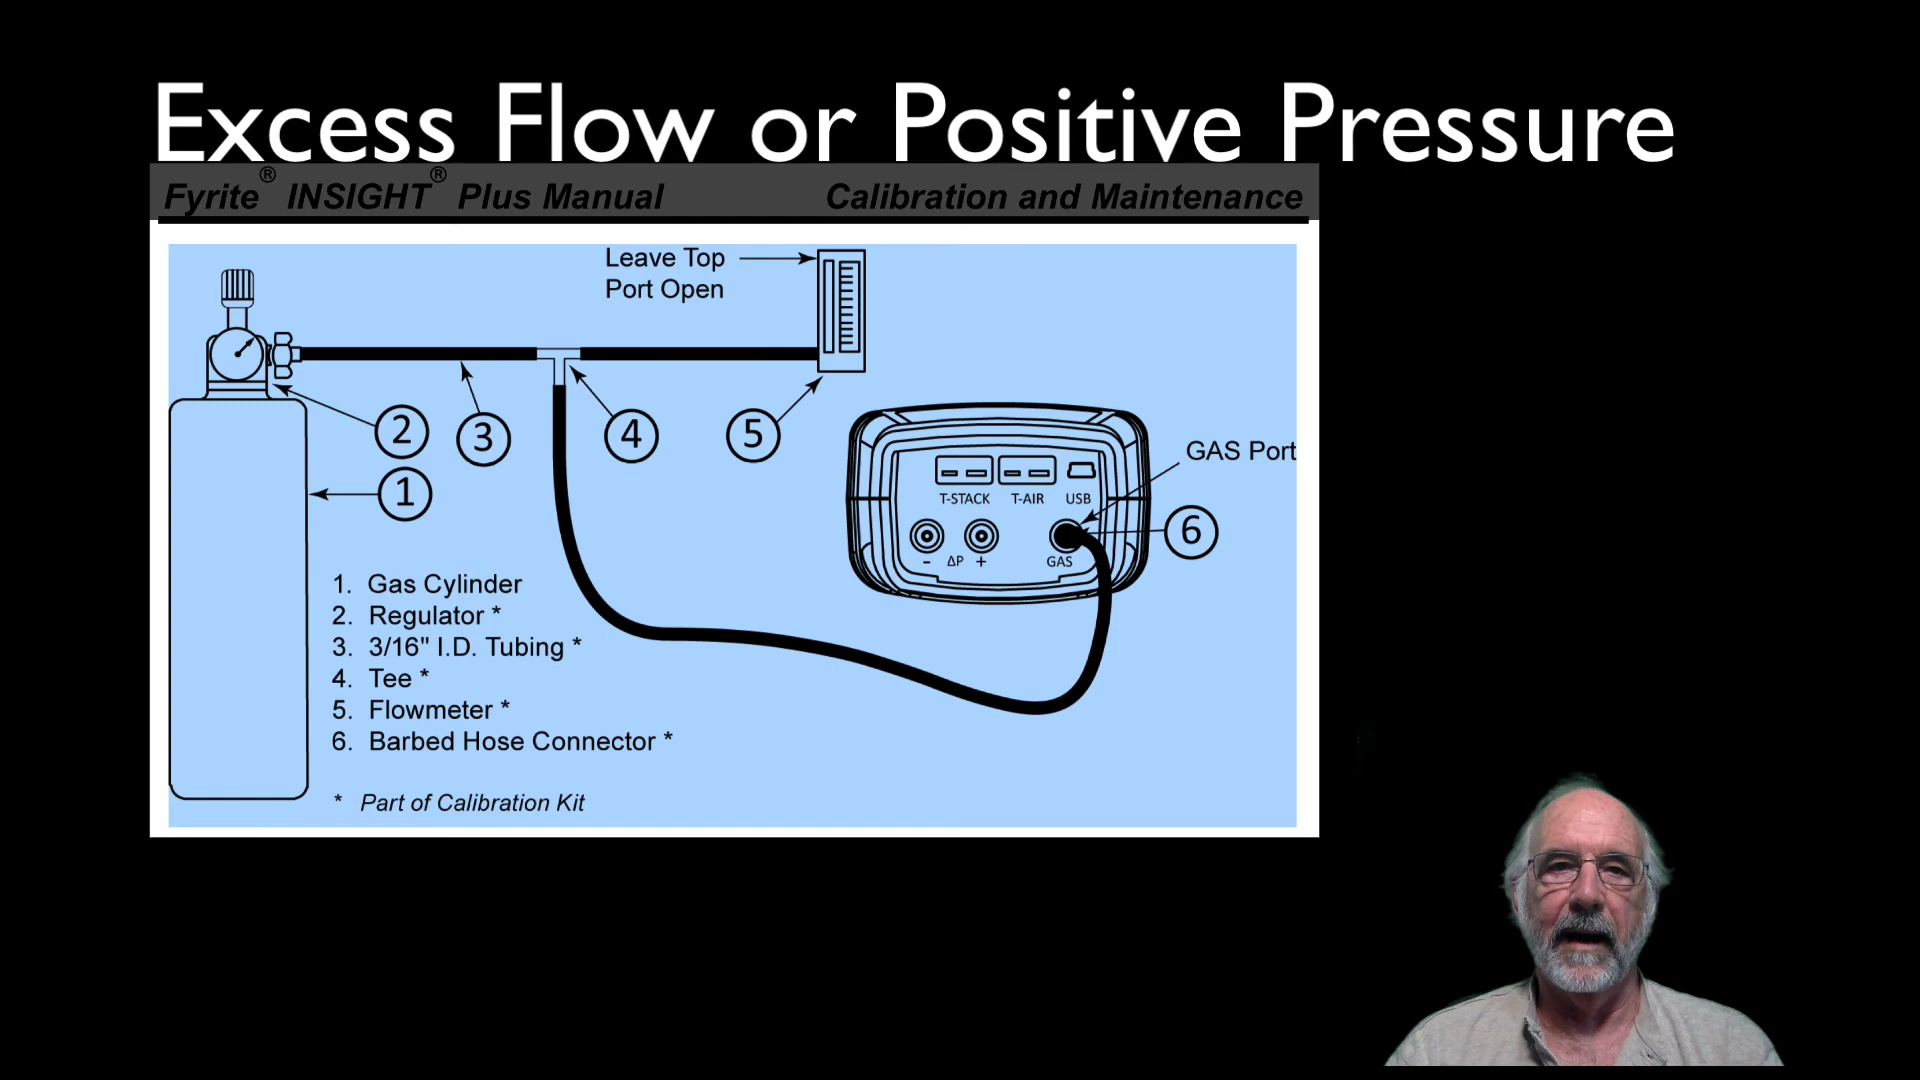 Excess Flow or Positive Pressure
Fyrite® INSIGHT® Plus Manual
Calibration and Maintenance
Leave Top
Port Open
2
3
4
5
1
GAS Port
T-STACK
T-AIR
USB
6
- ΔP +
GAS
1. Gas Cylinder
2. Regulator *
3. 3/16" I.D. Tubing *
4. Tee *
5. Flowmeter *
6. Barbed Hose Connector *
* Part of Calibration Kit